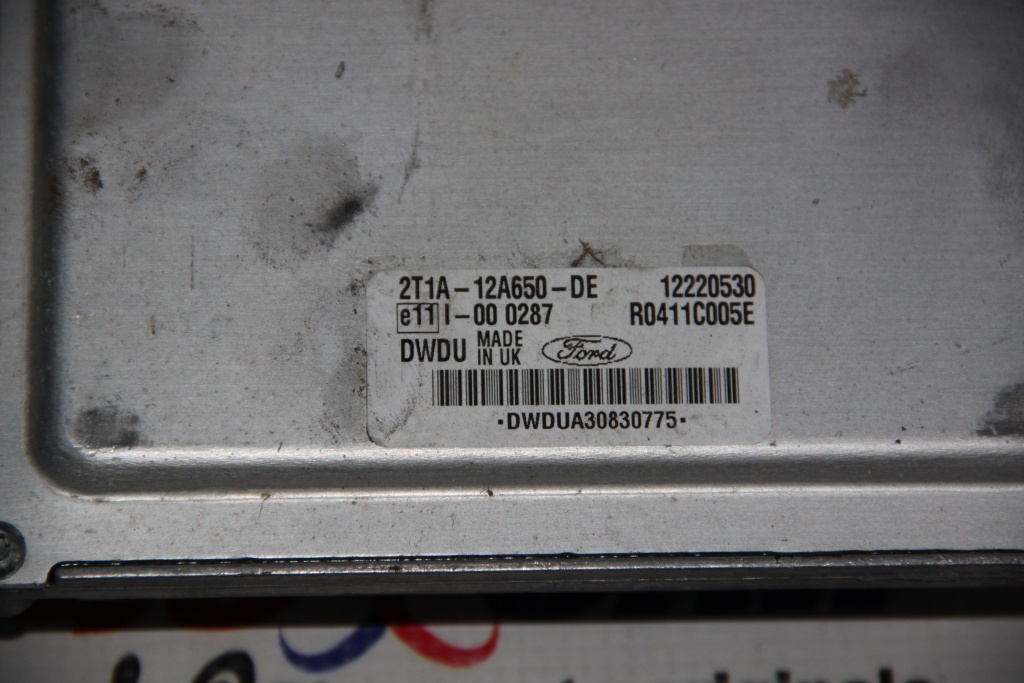 2T1A-12A650-DE 12220530
e11 I-00 0287 R0411C005E
DWDU MADE IN UK Ford
·DWDUA30830775·